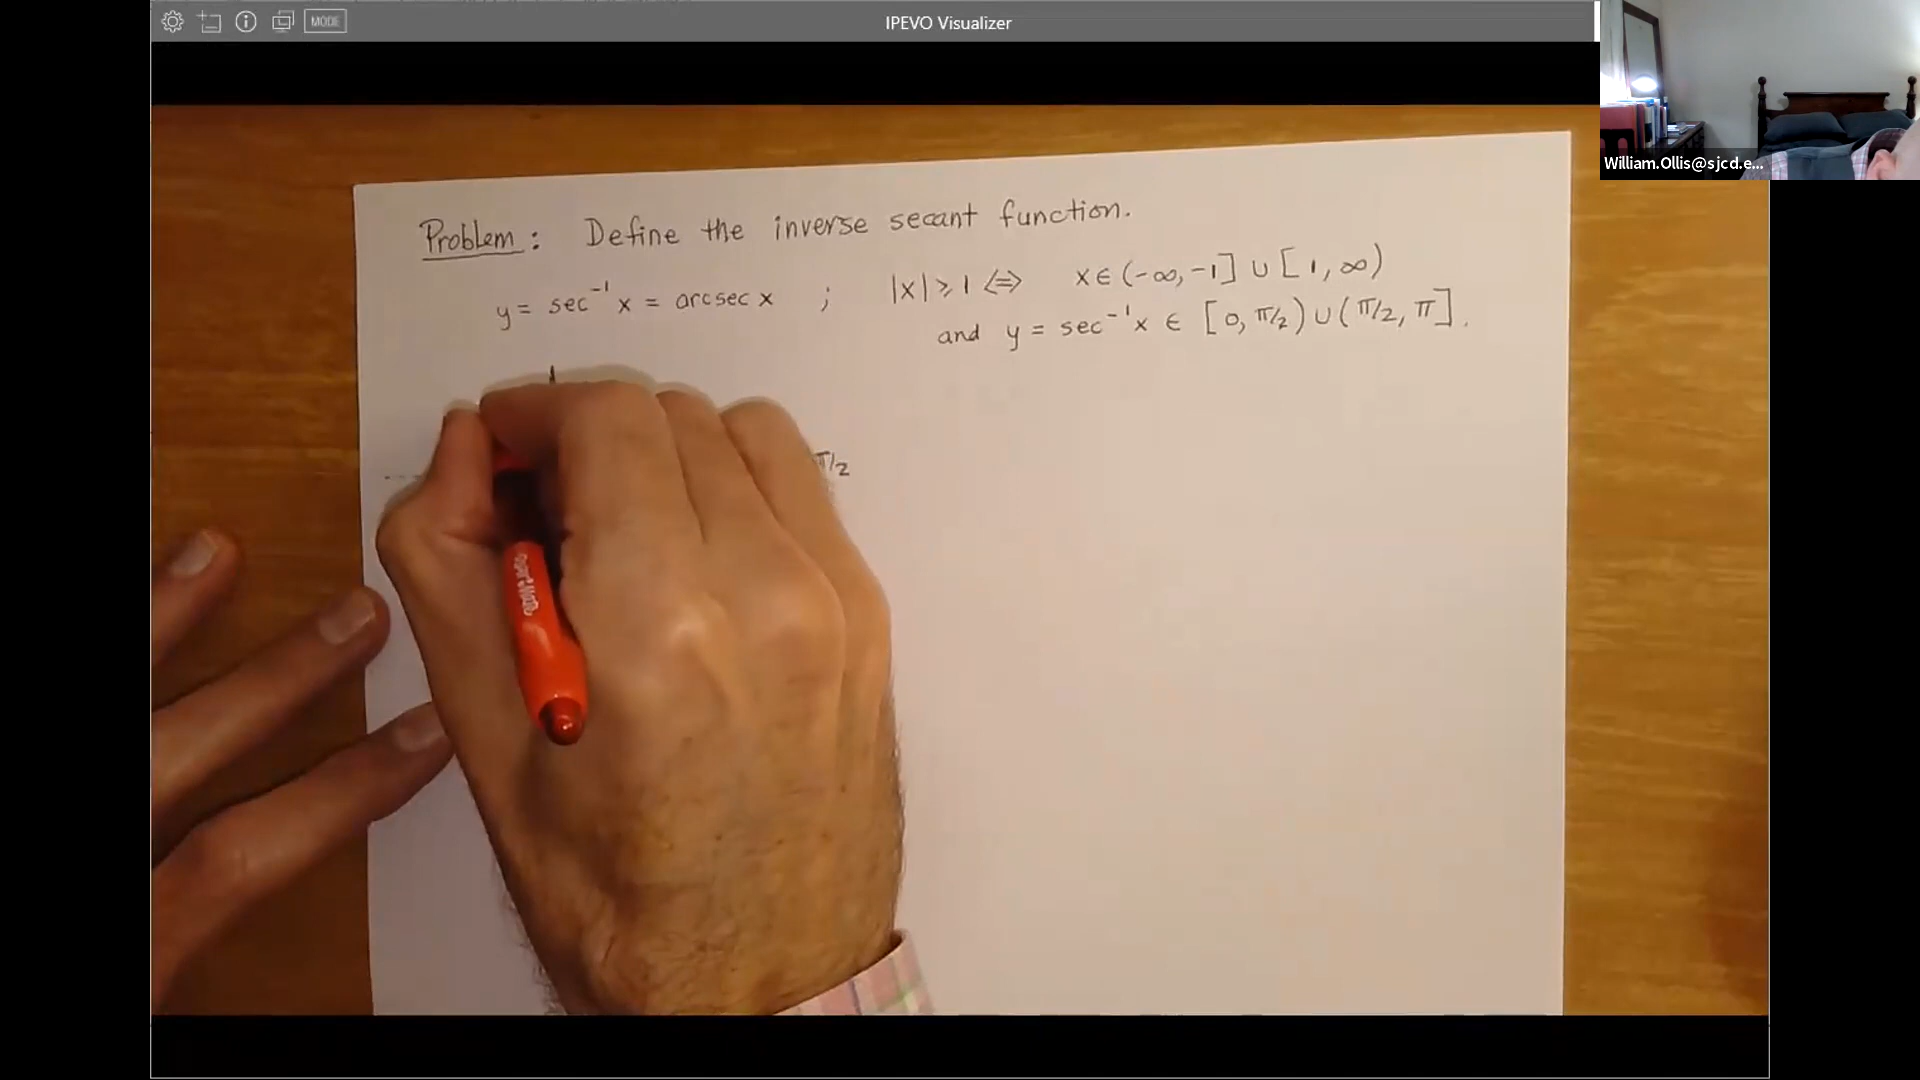 MODE
IPEVO Visualizer
William.Ollis@sjcd.e...
Problem: Define the inverse secant function.
y = sec⁻¹ x = arcsec x ; |x| ⩾ 1 ⟺ x ∈ (-∞, -1] ∪ [1, ∞)
and y = sec⁻¹x ∈ [0, π/2) ∪ (π/2, π].
π/2